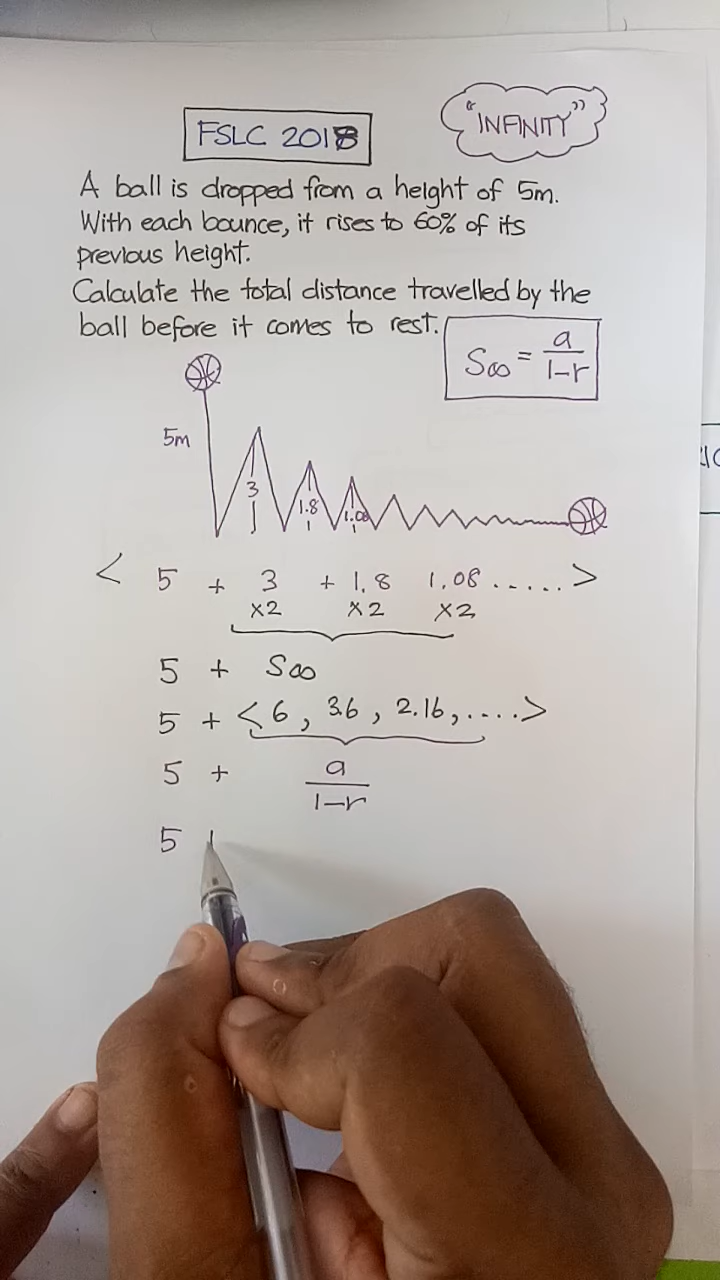 FSLC 2018
"INFINITY"
A ball is dropped from a height of 5m.
With each bounce, it rises to 60% of its
previous height.
Calculate the total distance travelled by the
ball before it comes to rest.
S∞ = a/1-r
5m
3
1.8
1.08
< 5 + 3 + 1.8 1.08 ..... >
×2 ×2 ×2
5 + S∞
5 + < 6, 3.6, 2.16, .... >
5 + a/1-r
5